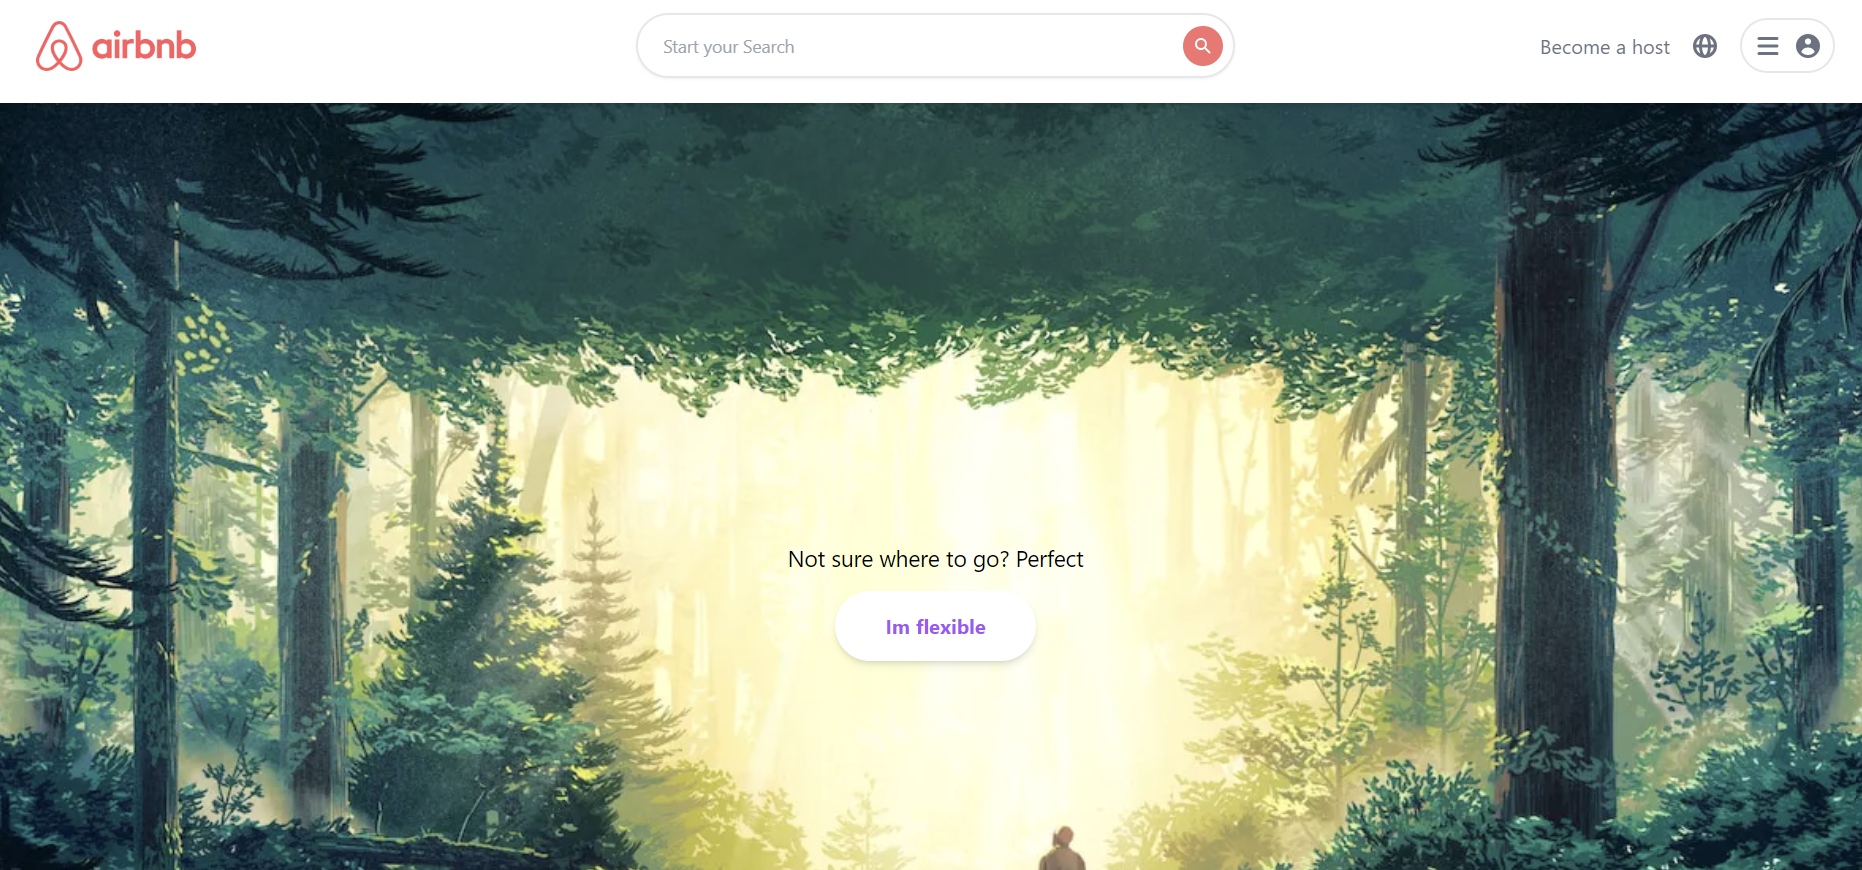 airbnb
Start your Search
Become a host
Not sure where to go? Perfect
Im flexible